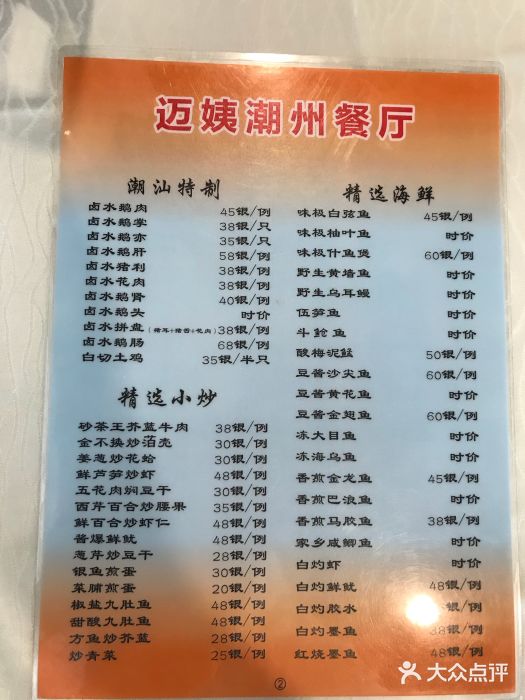 迈姨潮州餐厅
潮汕特制
卤水鹅肉 45银/例
卤水鹅掌 38银/只
卤水鹅亦 35银/只
卤水鹅肝 58银/例
卤水猪利 38银/例
卤水花肉 38银/例
卤水鹅肾 40银/例
卤水鹅头 时价
卤水拼盘(猪耳+猪舌+花肉) 38银/例
卤水鹅肠 68银/例
白切土鸡 35银/半只
精选小炒
砂茶王芥蓝牛肉 38银/例
金不换炒泊壳 30银/例
姜葱炒花蛤 30银/例
鲜芦笋炒虾 48银/例
五花肉焖豆干 30银/例
西芹百合炒腰果 35银/例
鲜百合炒虾仁 48银/例
酱爆鲜鱿 48银/例
葱芹炒豆干 28银/例
银鱼煎蛋 30银/例
菜脯煎蛋 20银/例
椒盐九肚鱼 48银/例
甜酸九肚鱼 48银/例
方鱼炒芥蓝 28银/例
炒青菜 25银/例
精选海鲜
味极白弦鱼 45银/例
味极柚叶鱼 时价
味极什鱼煲 60银/例
野生黄墙鱼 时价
野生乌耳鳗 时价
伍笋鱼 时价
斗鲳鱼 时价
酸梅泥鯭 50银/例
豆酱沙尖鱼 60银/例
豆酱黄花鱼 时价
豆酱金翅鱼 60银/例
冻大目鱼 时价
冻海乌鱼 时价
香煎金龙鱼 45银/例
香煎巴浪鱼 时价
香煎马胶鱼 38银/例
家乡咸鲫鱼 时价
白灼虾 时价
白灼鲜鱿 48银/例
白灼胶水 银/例
白灼墨鱼 38银/例
红烧墨鱼 48银/例
②
大众点评